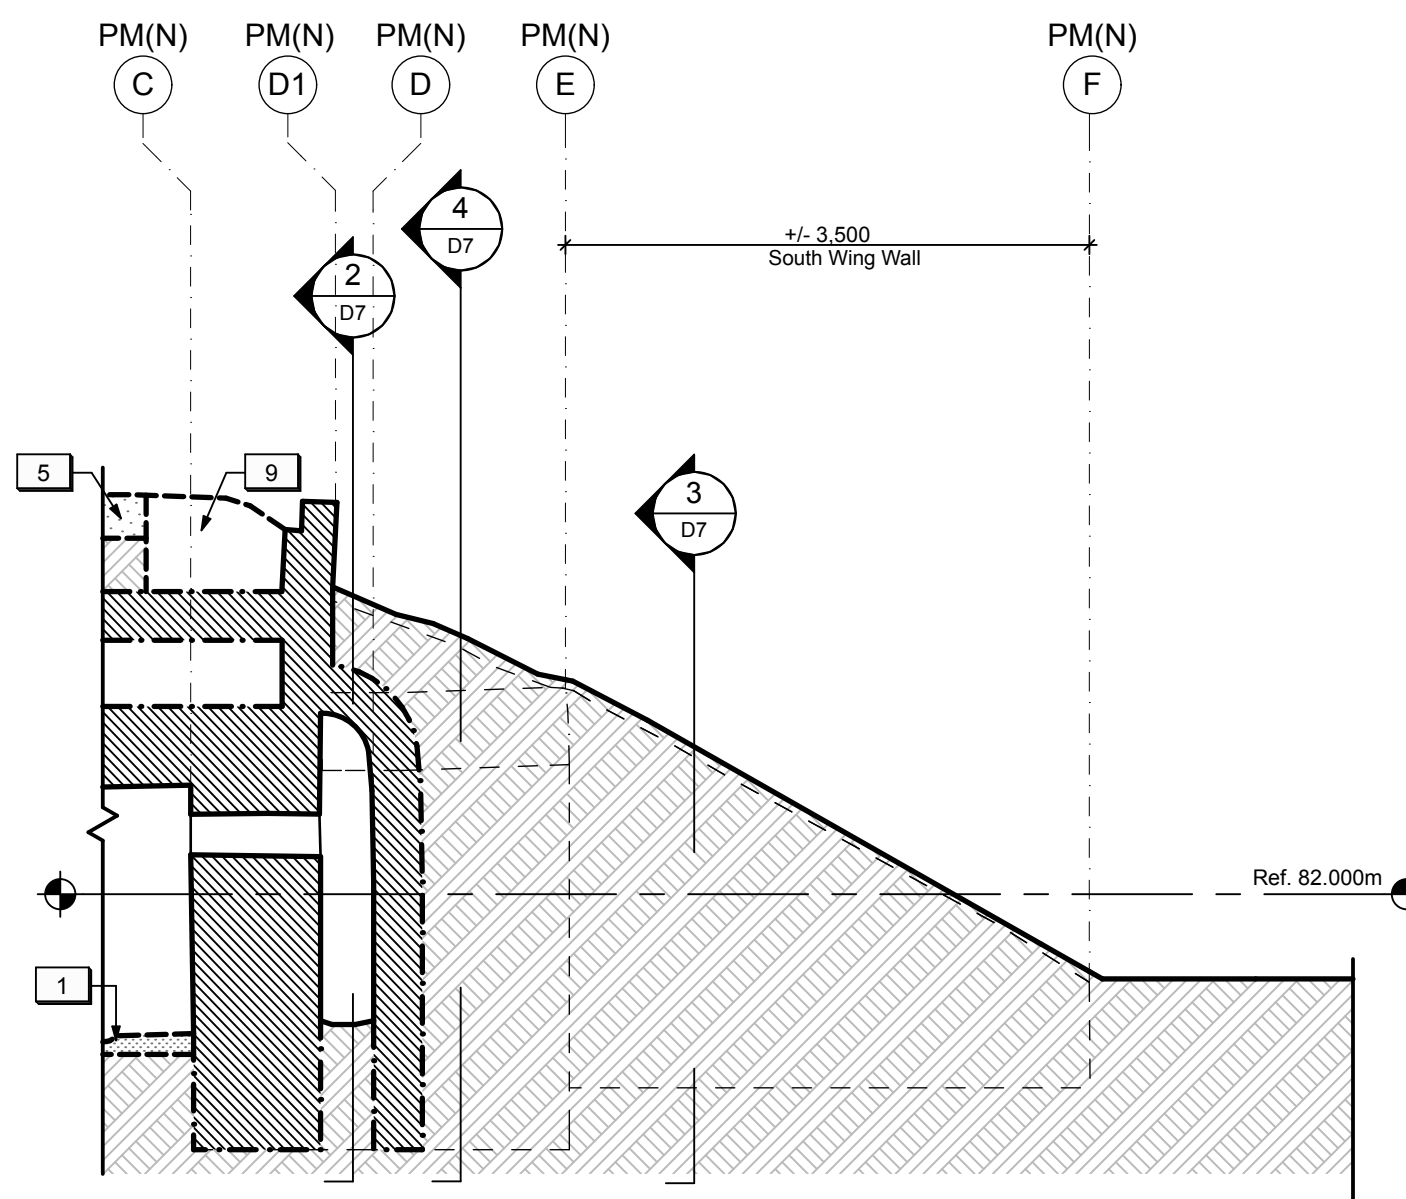 PM(N) PM(N) PM(N) PM(N) PM(N)
C D1 D E F
4
D7
+/- 3,500
South Wing Wall
2
D7
5 9
3
D7
Ref. 82.000m
1